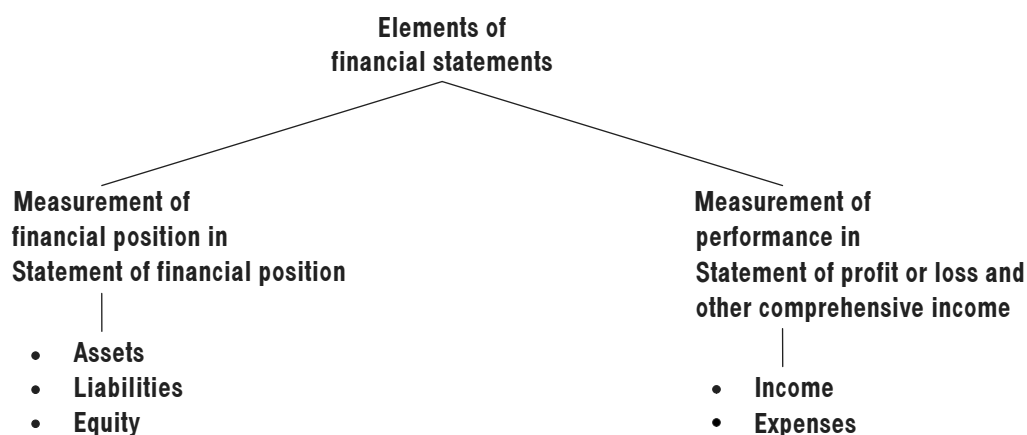 Elements of
financial statements
Measurement of
financial position in
Statement of financial position
• Assets
• Liabilities
• Equity
Measurement of
performance in
Statement of profit or loss and
other comprehensive income
• Income
• Expenses